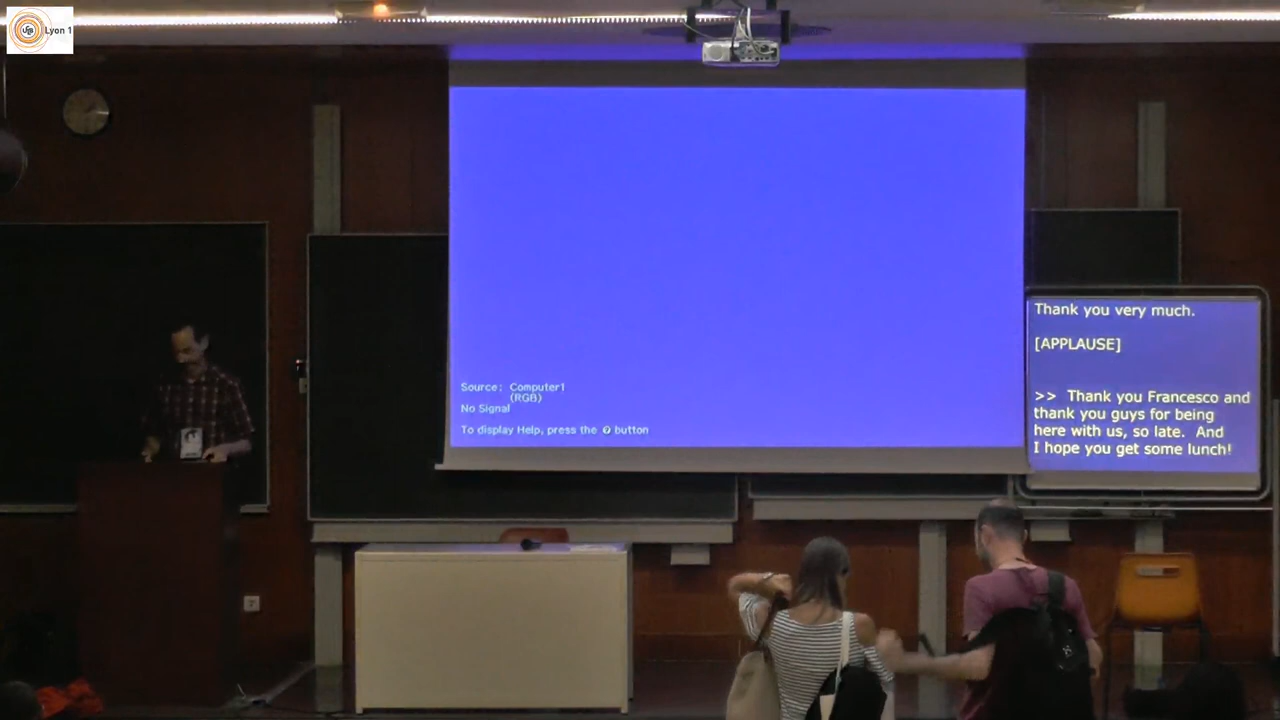 Lyon 1
Source: Computer1
(RGB)
No Signal
To display Help, press the ? button
Thank you very much.
[APPLAUSE]
>> Thank you Francesco and
thank you guys for being
here with us, so late. And
I hope you get some lunch!